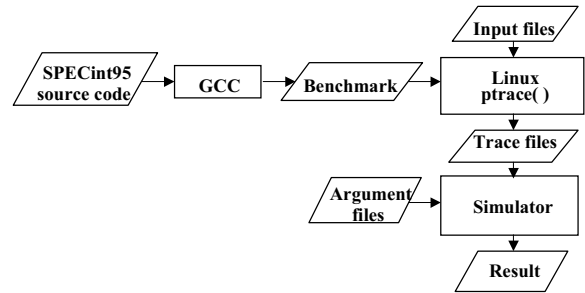 Input files
SPECint95
source code
GCC
Benchmark
Linux
ptrace( )
Trace files
Argument
files
Simulator
Result